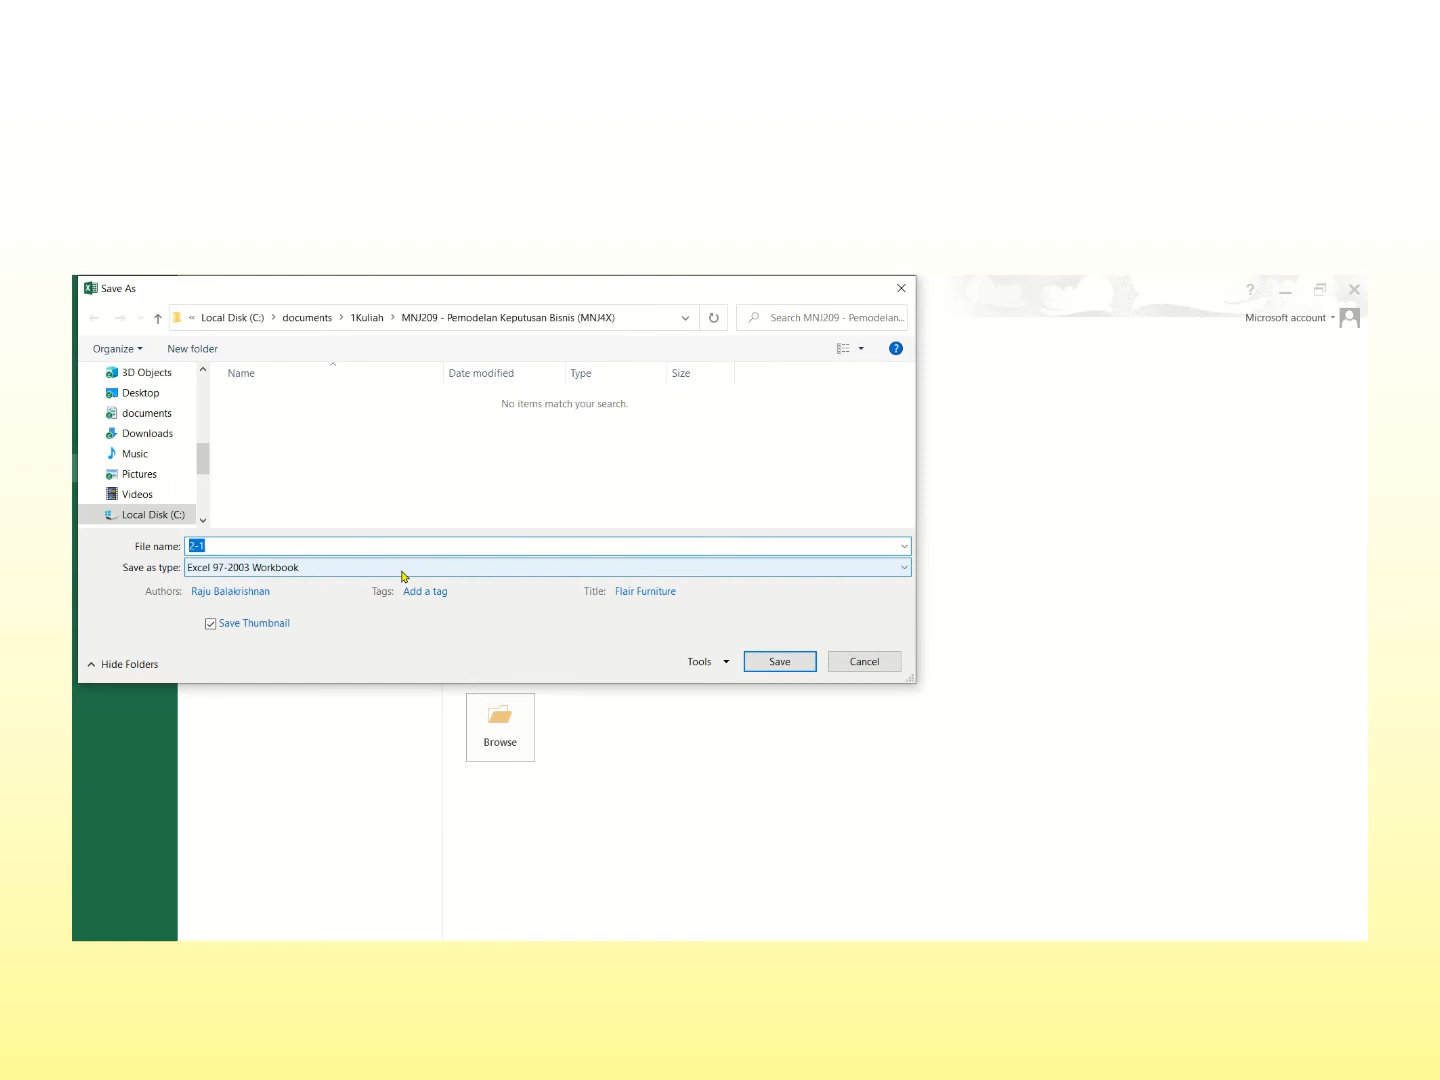 Save As
« Local Disk (C:) > documents > 1Kuliah > MNJ209 - Pemodelan Keputusan Bisnis (MNJ4X)
Search MNJ209 - Pemodelan...
?
Microsoft account
Organize
New folder
?
3D Objects
Desktop
documents
Downloads
Music
Pictures
Videos
Local Disk (C:)
Name
Date modified
Type
Size
No items match your search.
File name: 2-1
Save as type: Excel 97-2003 Workbook
Authors: Raju Balakrishnan
Tags: Add a tag
Title: Flair Furniture
Save Thumbnail
Hide Folders
Tools
Save
Cancel
Browse